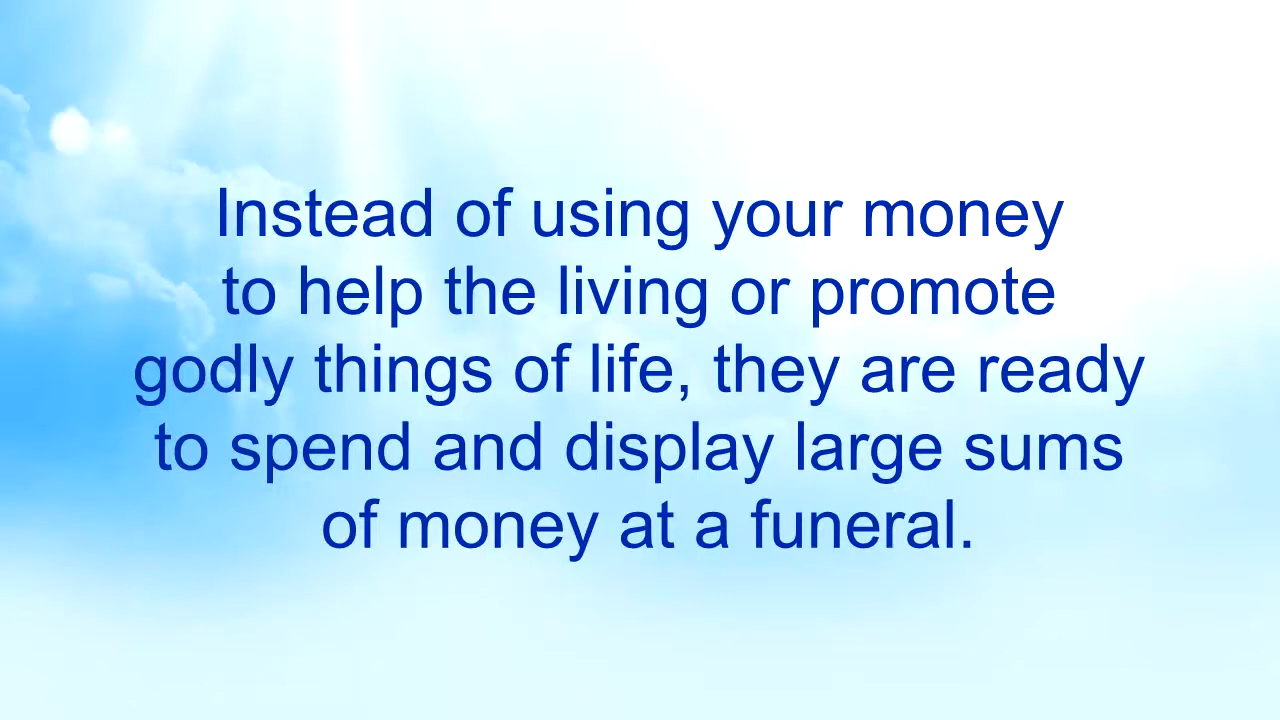 Instead of using your money
to help the living or promote
godly things of life, they are ready
to spend and display large sums
of money at a funeral.